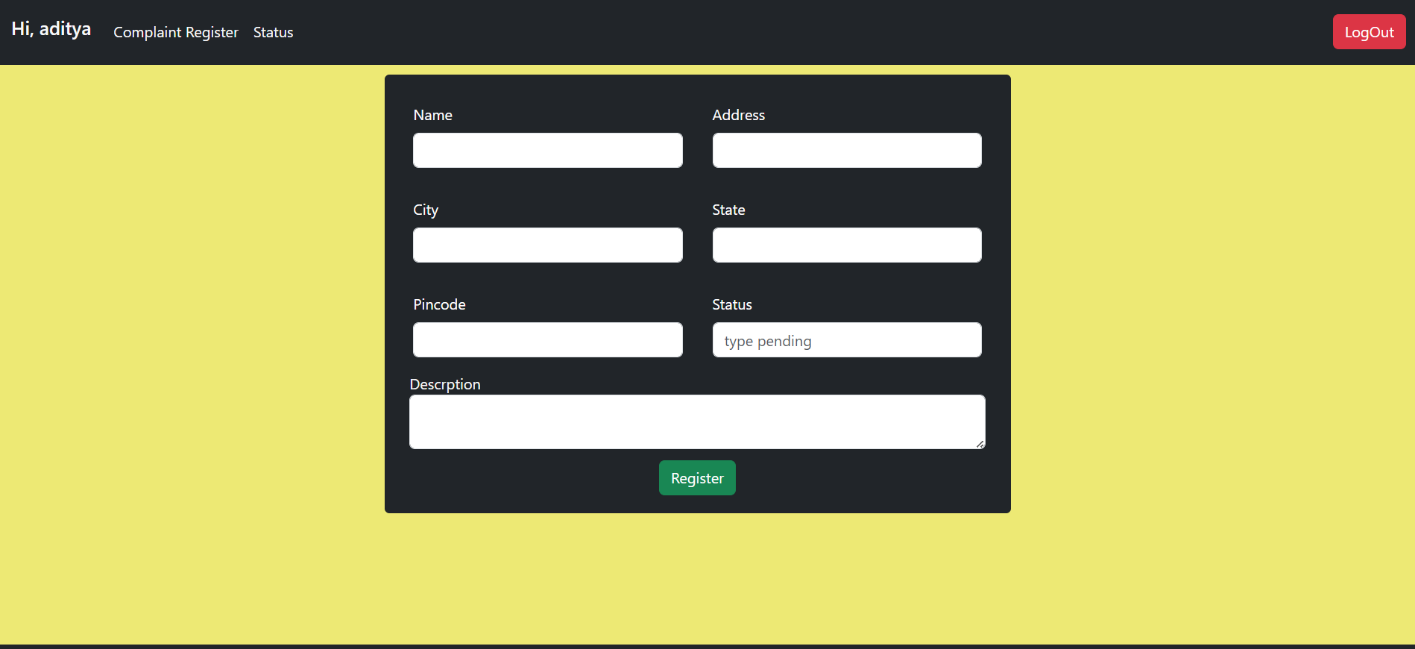 Hi, aditya Complaint Register Status LogOut
Name Address
City State
Pincode Status
type pending
Descrption
Register